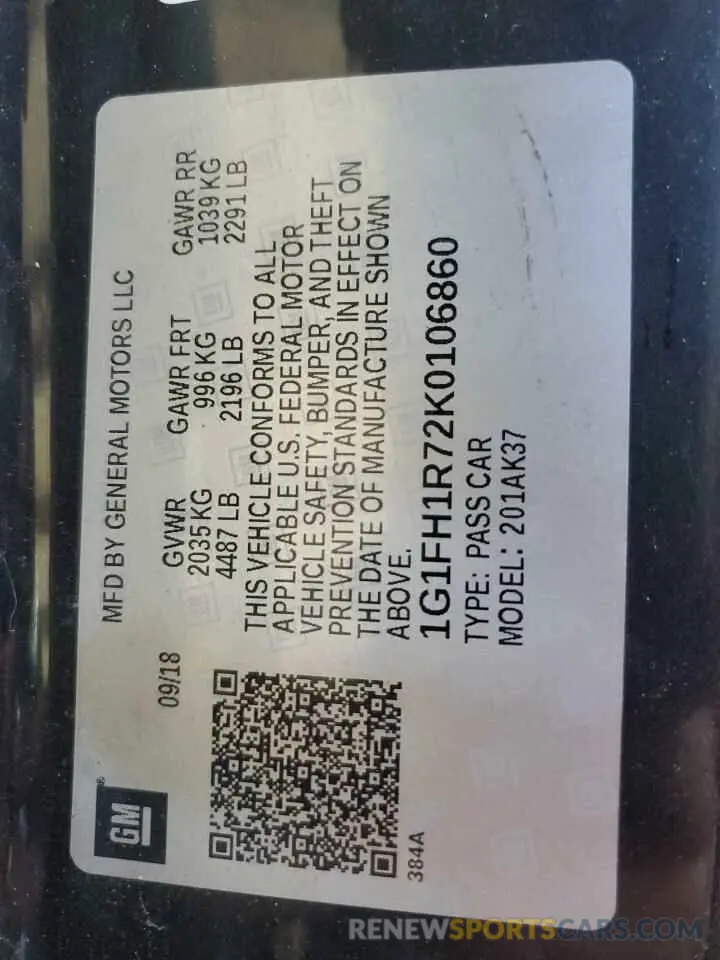 GM
®
MFD BY GENERAL MOTORS LLC
09/18
GVWR GAWR FRT GAWR RR
2035 KG 996 KG 1039 KG
4487 LB 2196 LB 2291 LB
THIS VEHICLE CONFORMS TO ALL
APPLICABLE U.S. FEDERAL MOTOR
VEHICLE SAFETY, BUMPER, AND THEFT
PREVENTION STANDARDS IN EFFECT ON
THE DATE OF MANUFACTURE SHOWN
ABOVE.
384A
1G1FH1R72K0106860
TYPE: PASS CAR
MODEL: 201AK37
RENEWSPORTSCARS.COM